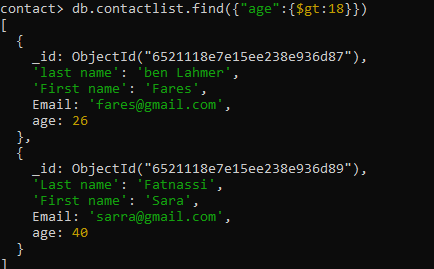 contact> db.contactlist.find({"age":{$gt:18}})
[
  {
    _id: ObjectId("6521118e7e15ee238e936d87"),
    'last name': 'ben Lahmer',
    'First name': 'Fares',
    Email: 'fares@gmail.com',
    age: 26
  },
  {
    _id: ObjectId("6521118e7e15ee238e936d89"),
    'Last name': 'Fatnassi',
    'First name': 'Sara',
    Email: 'sarra@gmail.com',
    age: 40
  }
]